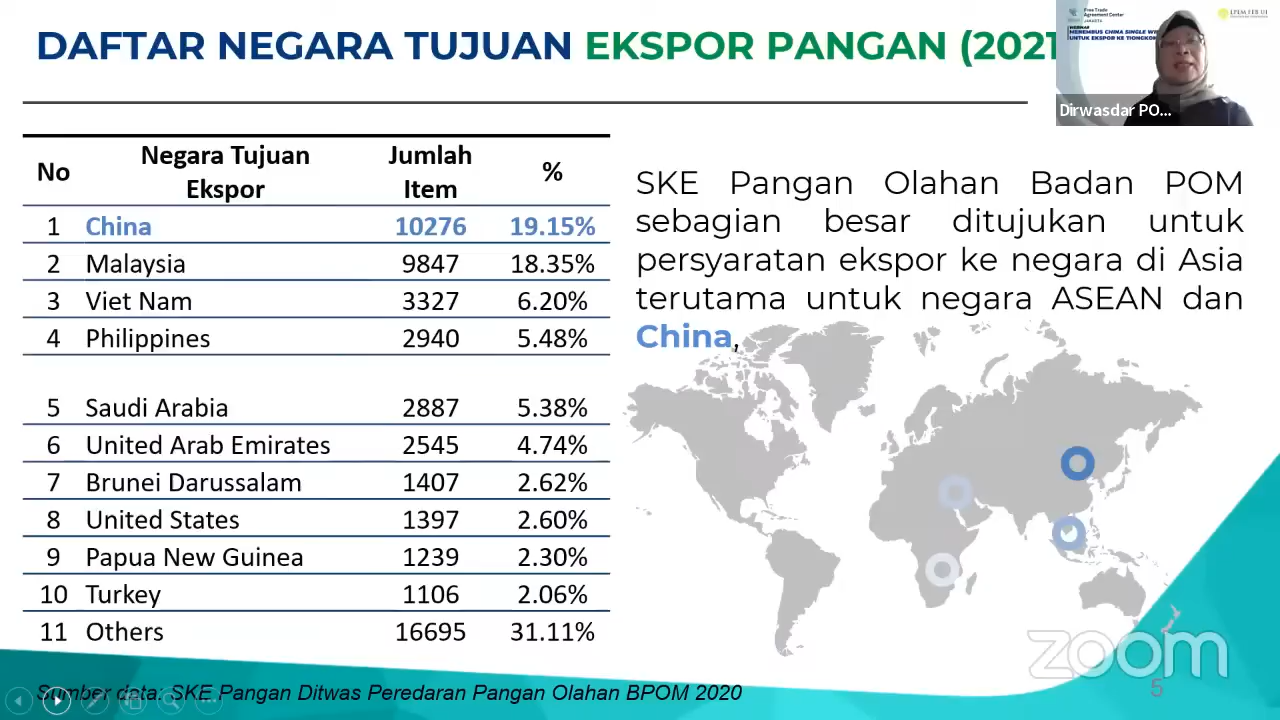 DAFTAR NEGARA TUJUAN EKSPOR PANGAN (2021
Free Trade
Agreement Center
JAKARTA
LPEM FEB UI
WEBINAR
MENEMBUS CHINA SINGLE WI
UNTUK EKSPOR KE TIONGKOK
Dirwasdar PO...
No Negara Tujuan Ekspor Jumlah Item %
1 China 10276 19.15%
2 Malaysia 9847 18.35%
3 Viet Nam 3327 6.20%
4 Philippines 2940 5.48%
5 Saudi Arabia 2887 5.38%
6 United Arab Emirates 2545 4.74%
7 Brunei Darussalam 1407 2.62%
8 United States 1397 2.60%
9 Papua New Guinea 1239 2.30%
10 Turkey 1106 2.06%
11 Others 16695 31.11%
SKE Pangan Olahan Badan POM
sebagian besar ditujukan untuk
persyaratan ekspor ke negara di Asia
terutama untuk negara ASEAN dan
China,
zoom
Sumber data: SKE Pangan Ditwas Peredaran Pangan Olahan BPOM 2020
5